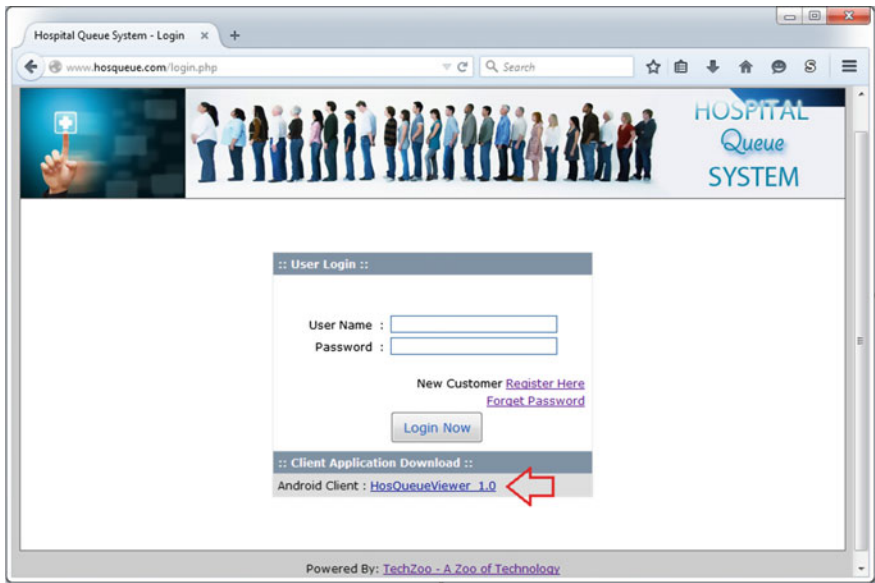 Hospital Queue System - Login
www.hosqueue.com/login.php
Search
S
HOSPITAL
Queue
SYSTEM
:: User Login ::
User Name :
Password :
New Customer Register Here
Forget Password
Login Now
:: Client Application Download ::
Android Client : HosQueueViewer_1.0
Powered By: TechZoo - A Zoo of Technology